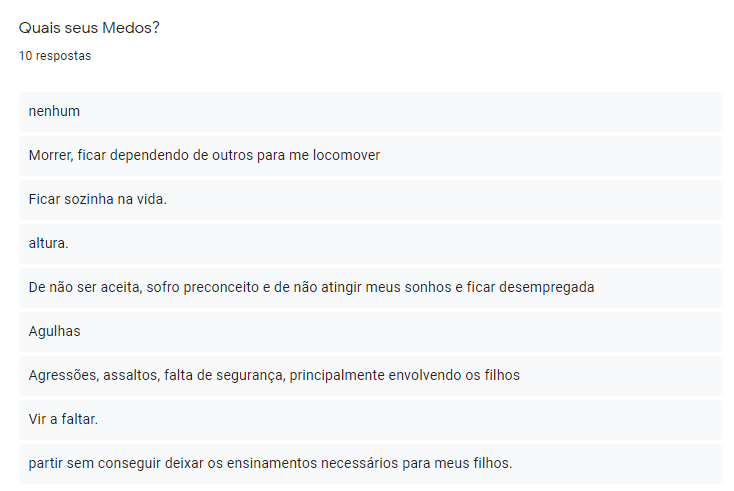 Quais seus Medos?
10 respostas
nenhum
Morrer, ficar dependendo de outros para me locomover
Ficar sozinha na vida.
altura.
De não ser aceita, sofro preconceito e de não atingir meus sonhos e ficar desempregada
Agulhas
Agressões, assaltos, falta de segurança, principalmente envolvendo os filhos
Vir a faltar.
partir sem conseguir deixar os ensinamentos necessários para meus filhos.